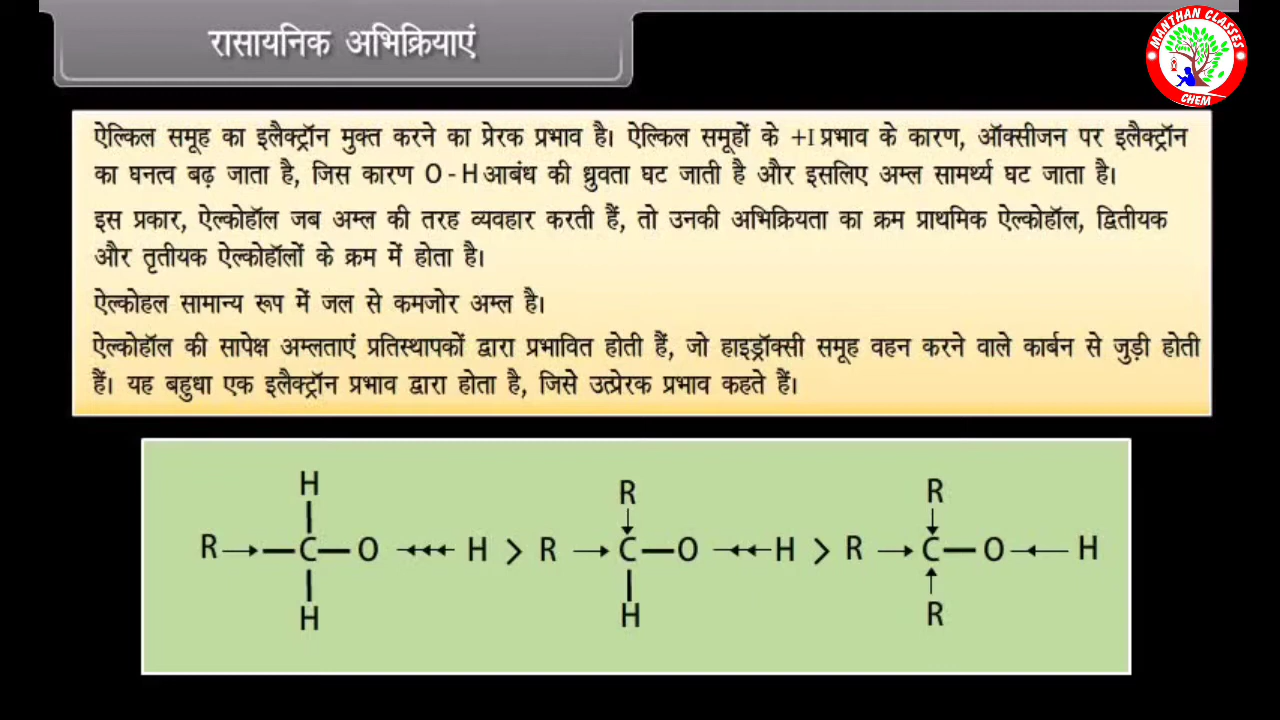 रासायनिक अभिक्रियाएं
MANTHAN CLASSES
CHEM
ऐल्किल समूह का इलैक्ट्रॉन मुक्त करने का प्रेरक प्रभाव है। ऐल्किल समूहों के +I प्रभाव के कारण, ऑक्सीजन पर इलैक्ट्रॉन
का घनत्व बढ़ जाता है, जिस कारण O - H आबंध की ध्रुवता घट जाती है और इसलिए अम्ल सामर्थ्य घट जाता है।
इस प्रकार, ऐल्कोहॉल जब अम्ल की तरह व्यवहार करती हैं, तो उनकी अभिक्रियता का क्रम प्राथमिक ऐल्कोहॉल, द्वितीयक
और तृतीयक ऐल्कोहॉलों के क्रम में होता है।
ऐल्कोहल सामान्य रूप में जल से कमजोर अम्ल है।
ऐल्कोहॉल की सापेक्ष अम्लताएं प्रतिस्थापकों द्वारा प्रभावित होती हैं, जो हाइड्रॉक्सी समूह वहन करने वाले कार्बन से जुड़ी होती
हैं। यह बहुधा एक इलैक्ट्रॉन प्रभाव द्वारा होता है, जिसे उत्प्रेरक प्रभाव कहते हैं।
H R R
R C O H > R C O H > R C O H
H H R